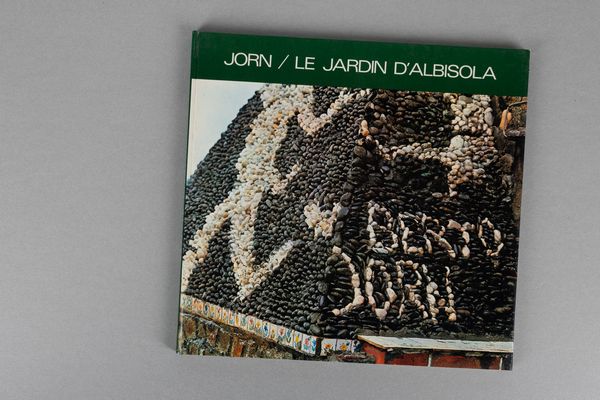 JORN / LE JARDIN D'ALBISOLA